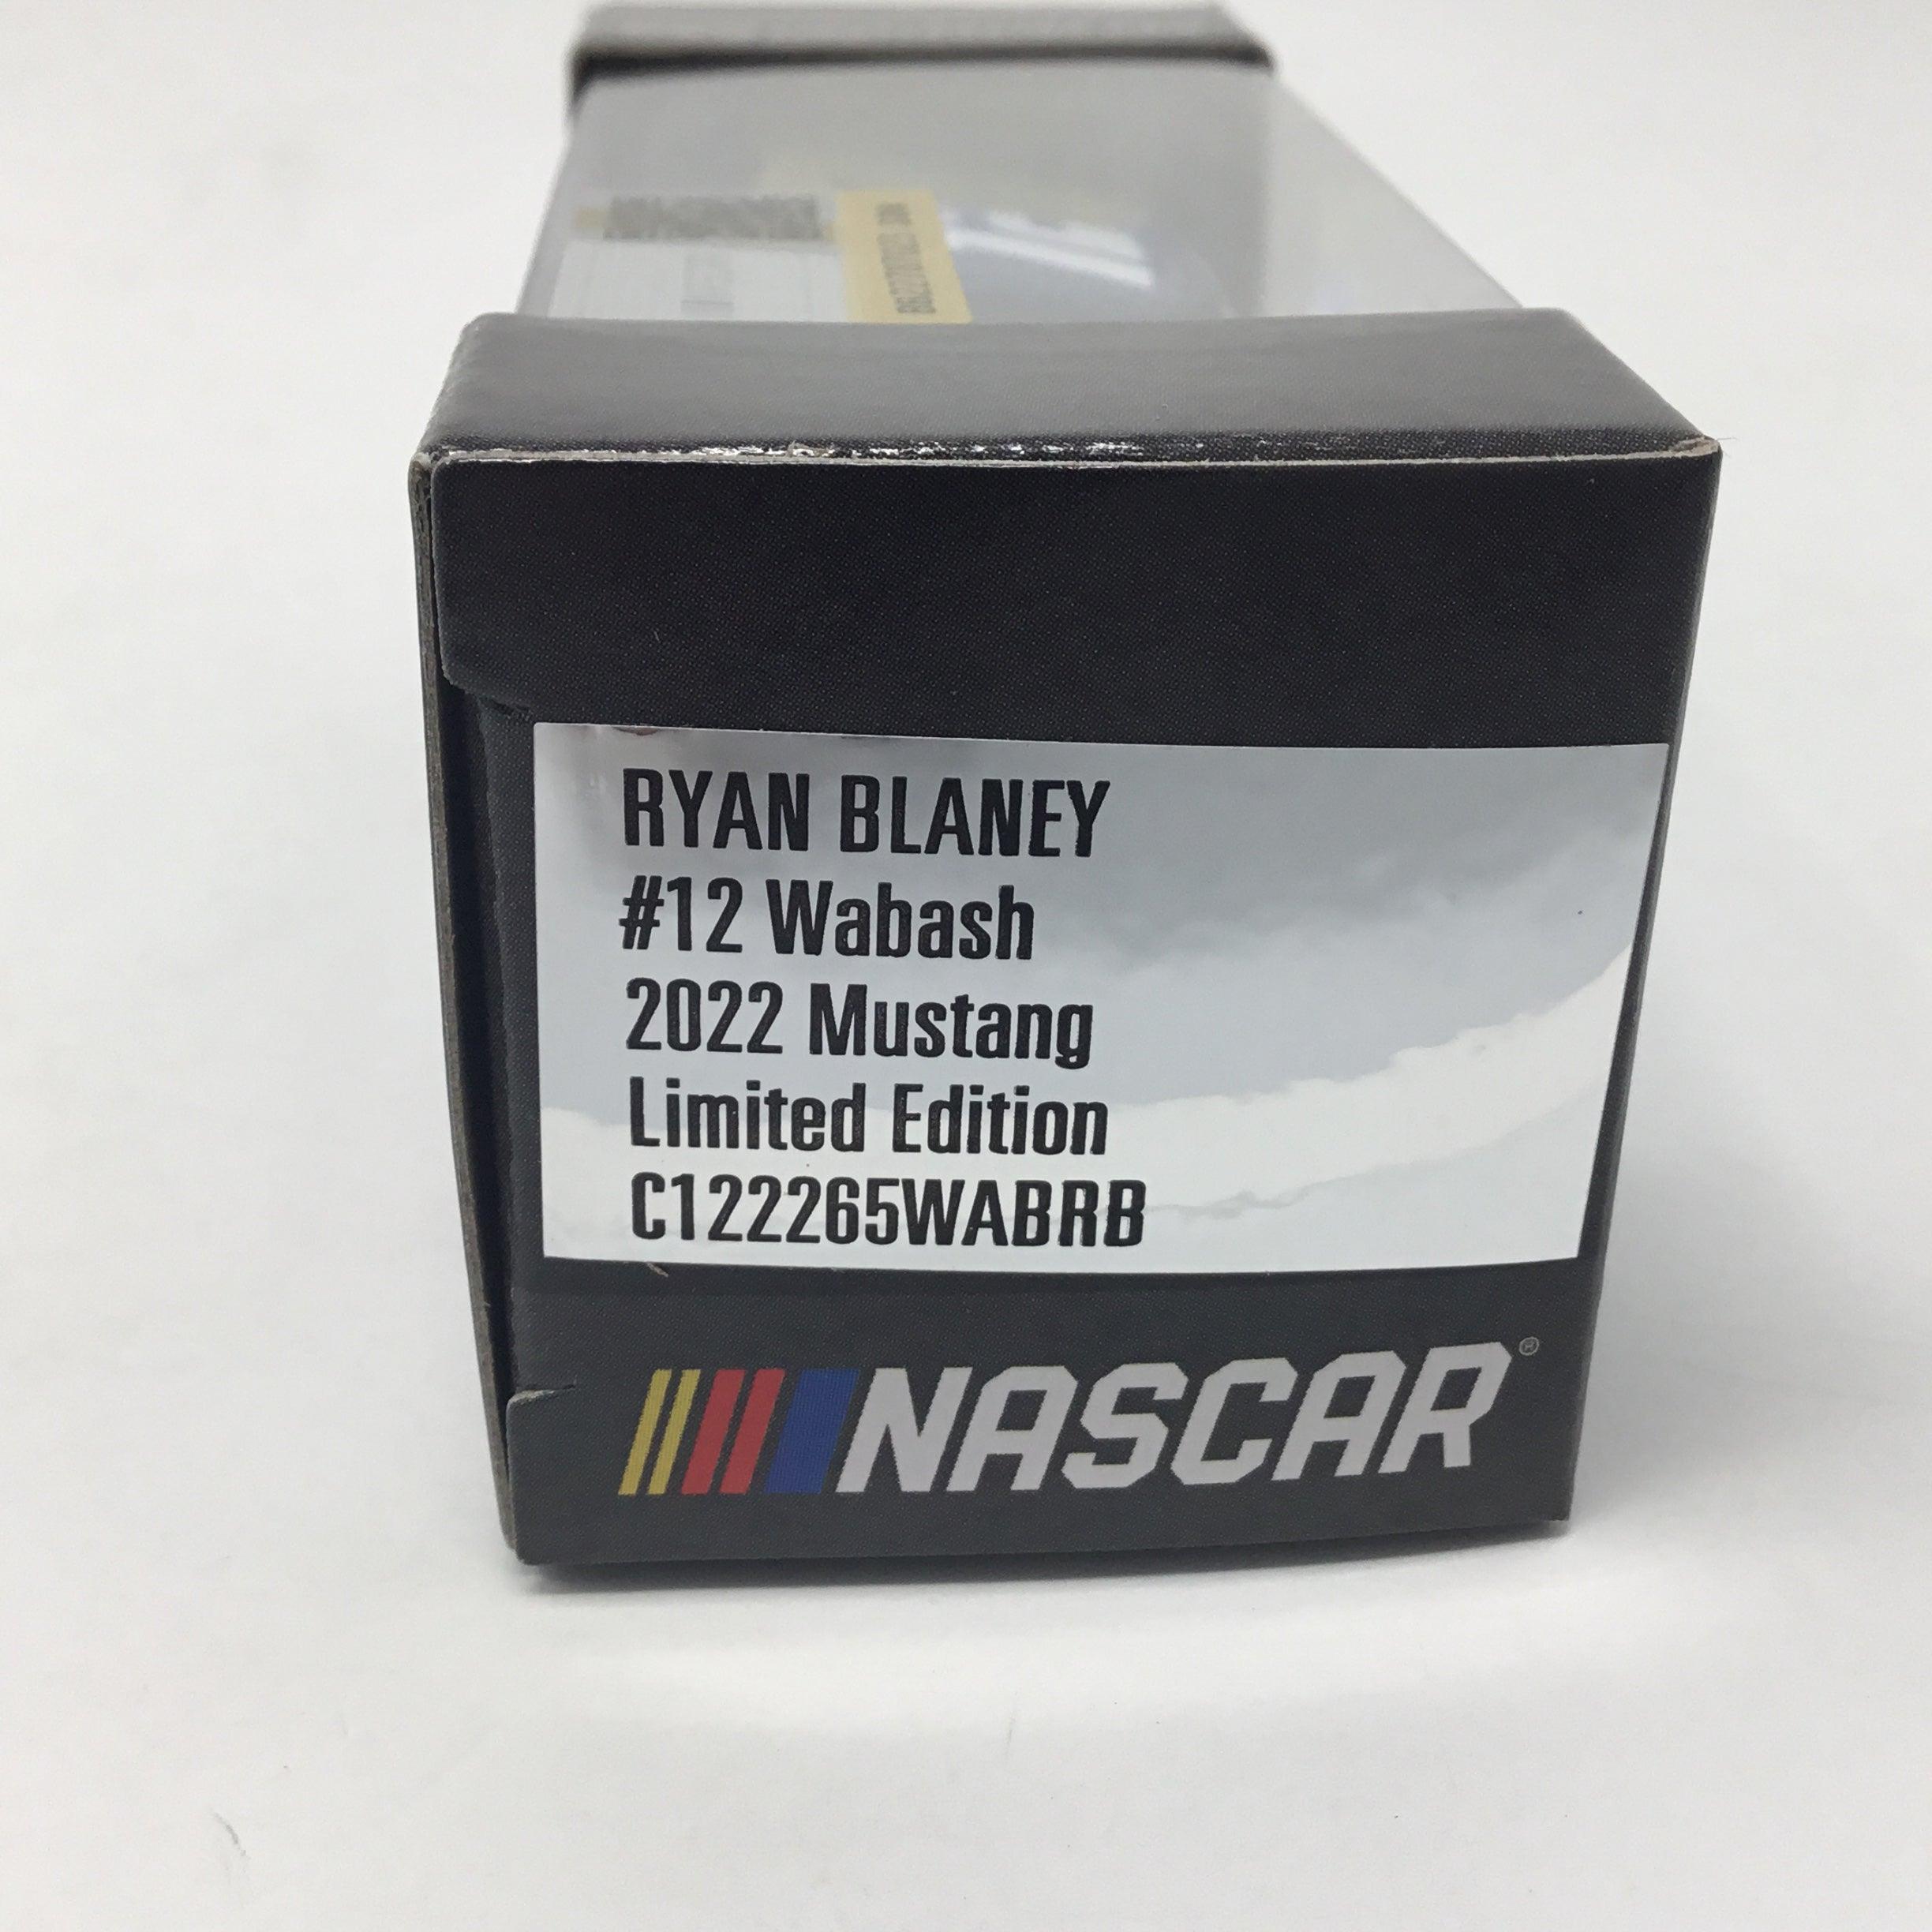 RYAN BLANEY
#12 Wabash
2022 Mustang
Limited Edition
C122265WABRB
NASCAR®